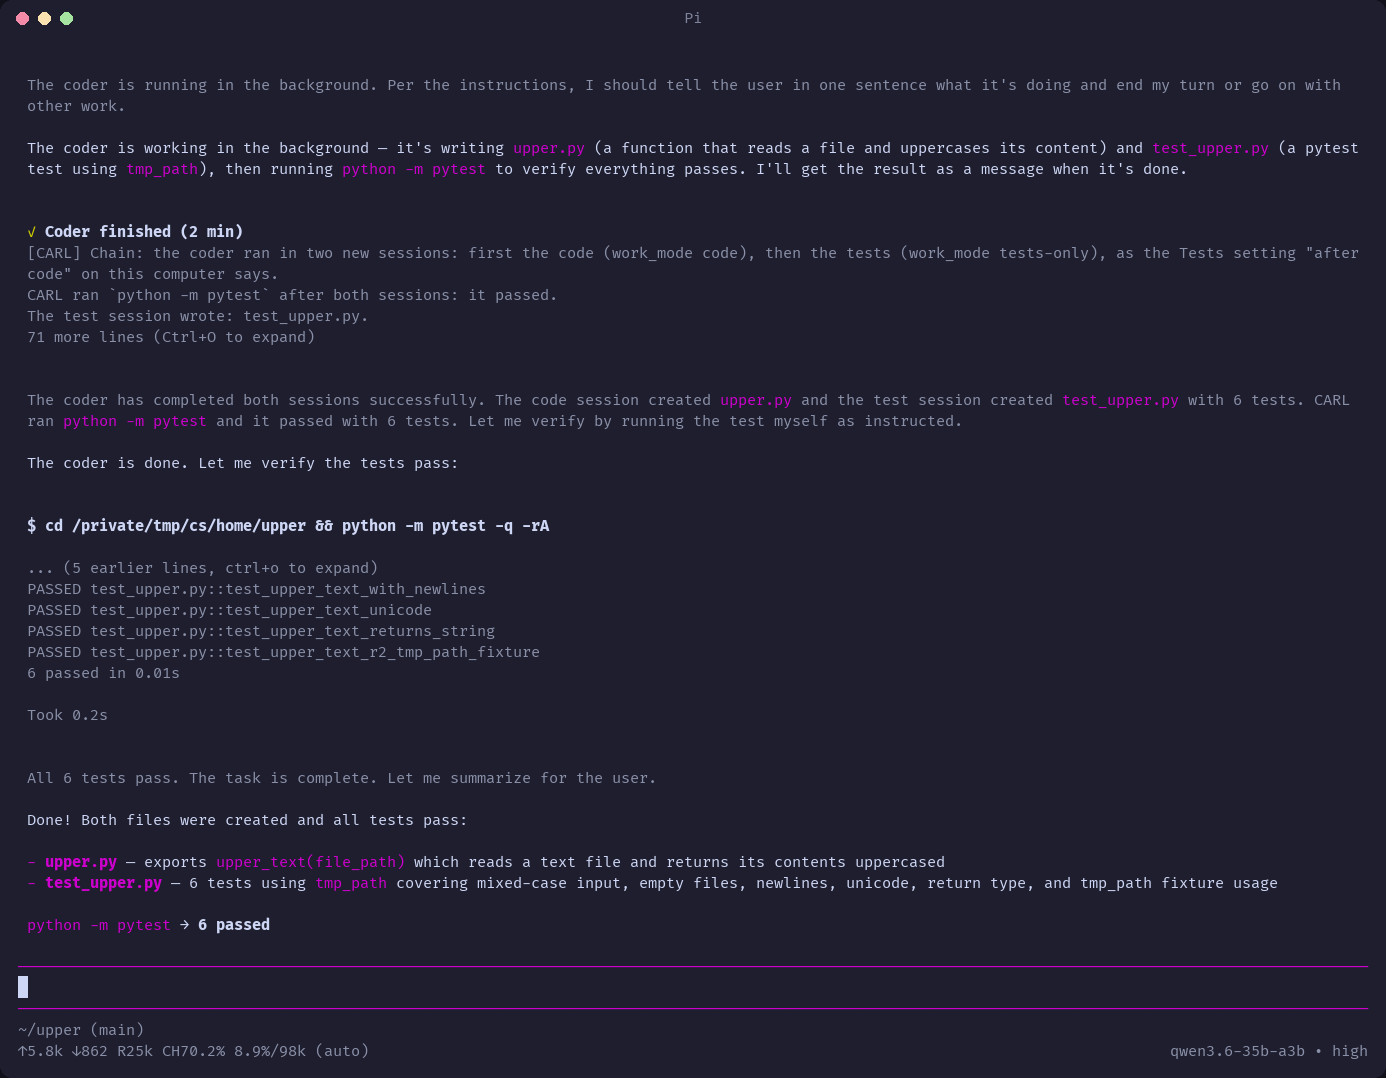 Pi
The coder is running in the background. Per the instructions, I should tell the user in one sentence what it's doing and end my turn or go on with
other work.
The coder is working in the background — it's writing upper.py (a function that reads a file and uppercases its content) and test_upper.py (a pytest
test using tmp_path), then running python -m pytest to verify everything passes. I'll get the result as a message when it's done.
√ Coder finished (2 min)
[CARL] Chain: the coder ran in two new sessions: first the code (work_mode code), then the tests (work_mode tests-only), as the Tests setting "after
code" on this computer says.
CARL ran `python -m pytest` after both sessions: it passed.
The test session wrote: test_upper.py.
71 more lines (Ctrl+O to expand)
The coder has completed both sessions successfully. The code session created upper.py and the test session created test_upper.py with 6 tests. CARL
ran python -m pytest and it passed with 6 tests. Let me verify by running the test myself as instructed.
The coder is done. Let me verify the tests pass:
$ cd /private/tmp/cs/home/upper && python -m pytest -q -rA
... (5 earlier lines, ctrl+o to expand)
PASSED test_upper.py::test_upper_text_with_newlines
PASSED test_upper.py::test_upper_text_unicode
PASSED test_upper.py::test_upper_text_returns_string
PASSED test_upper.py::test_upper_text_r2_tmp_path_fixture
6 passed in 0.01s
Took 0.2s
All 6 tests pass. The task is complete. Let me summarize for the user.
Done! Both files were created and all tests pass:
- upper.py — exports upper_text(file_path) which reads a text file and returns its contents uppercased
- test_upper.py — 6 tests using tmp_path covering mixed-case input, empty files, newlines, unicode, return type, and tmp_path fixture usage
python -m pytest → 6 passed
~/upper (main)
↑5.8k ↓862 R25k CH70.2% 8.9%/98k (auto) qwen3.6-35b-a3b • high